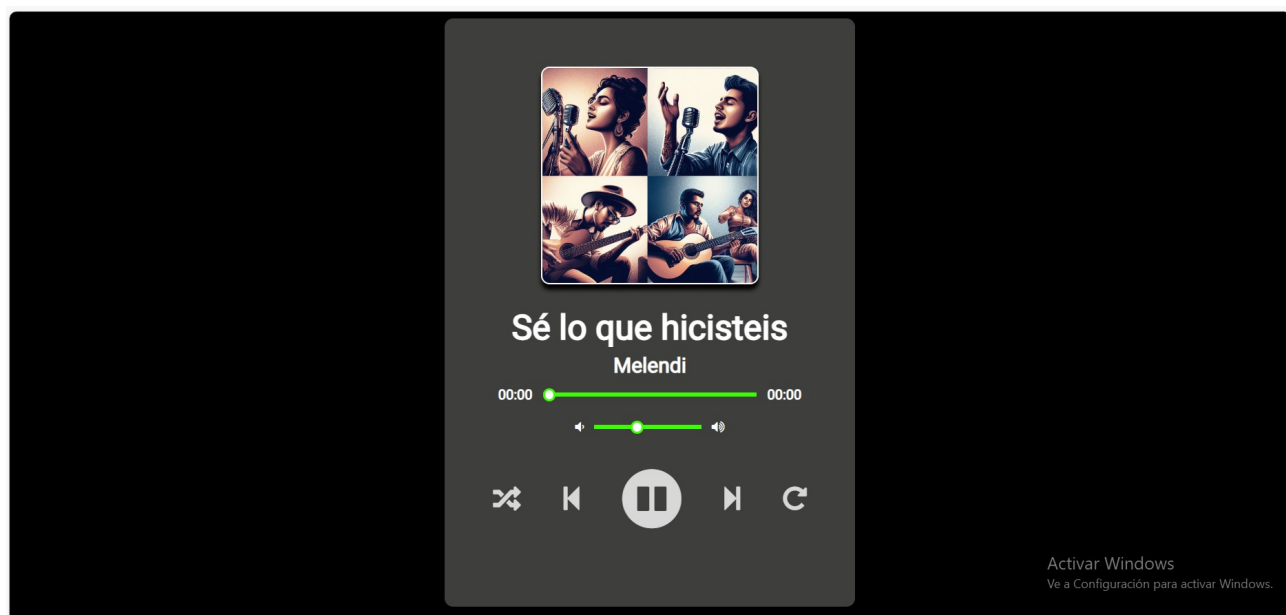 Sé lo que hicisteis
Melendi
00:00 00:00
Activar Windows
Ve a Configuración para activar Windows.